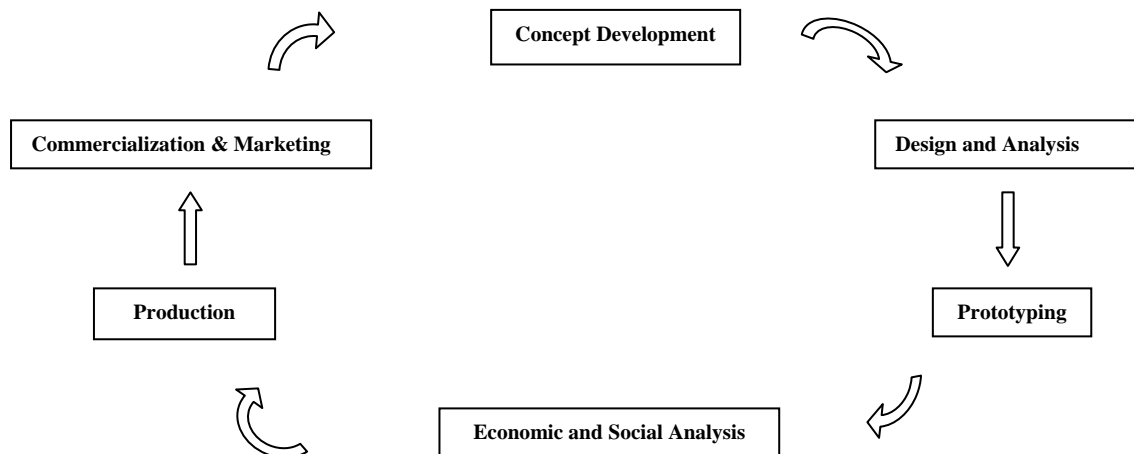 Concept Development
Commercialization & Marketing
Design and Analysis
Production
Prototyping
Economic and Social Analysis